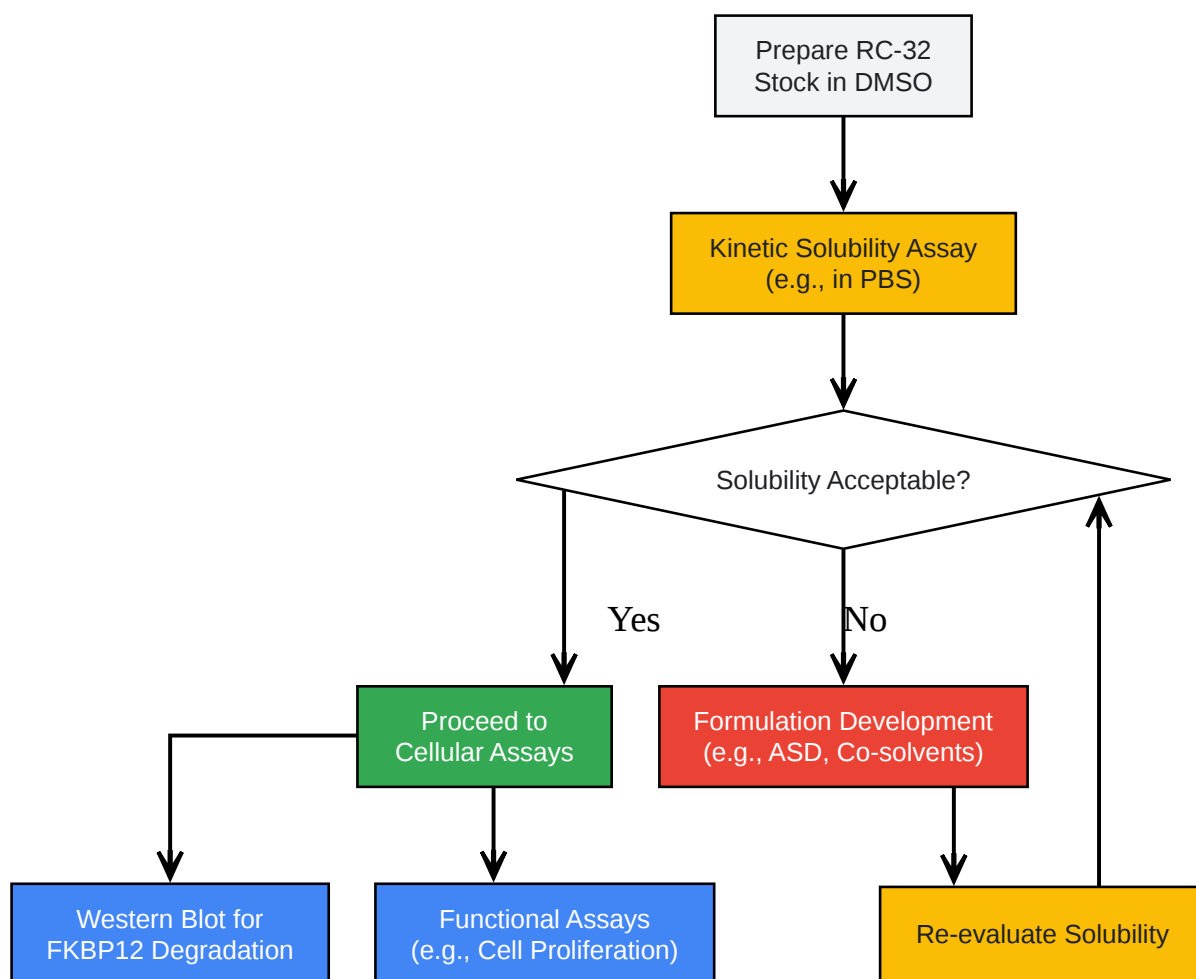 Prepare RC-32
Stock in DMSO
Kinetic Solubility Assay
(e.g., in PBS)
Solubility Acceptable?
Yes
No
Proceed to
Cellular Assays
Formulation Development
(e.g., ASD, Co-solvents)
Western Blot for
FKBP12 Degradation
Functional Assays
(e.g., Cell Proliferation)
Re-evaluate Solubility